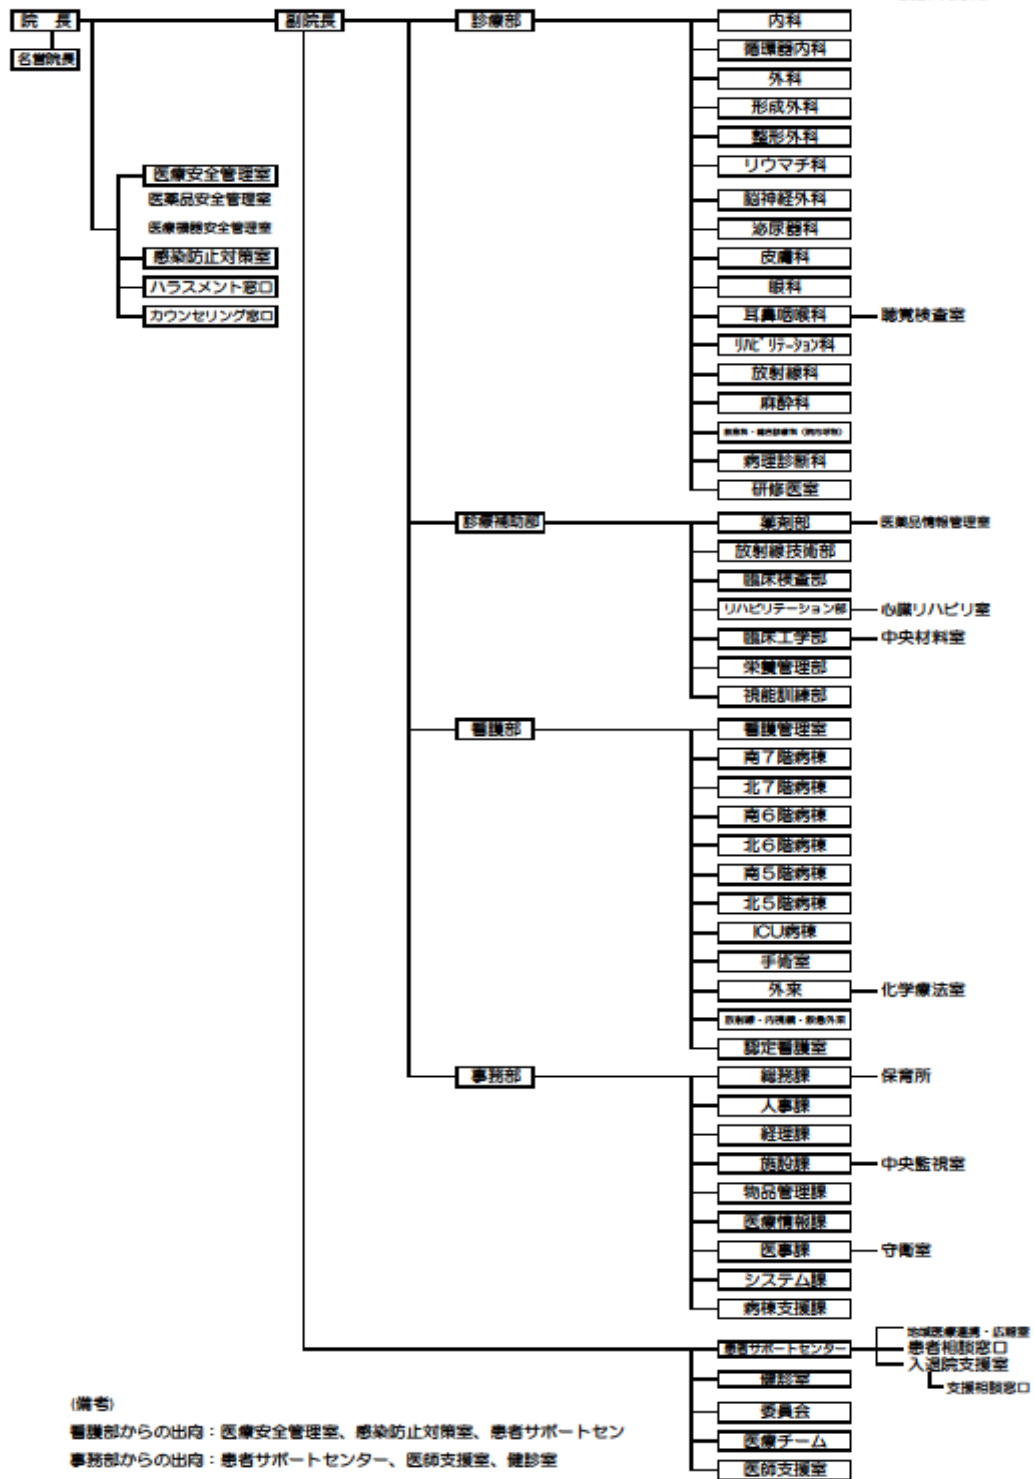 院　長
副院長
診療部
内科
名誉院長
循環器内科
外科
形成外科
整形外科
リウマチ科
医療安全管理室
医薬品安全管理室
脳神経外科
医療機器安全管理室
泌尿器科
感染防止対策室
皮膚科
ハラスメント窓口
眼科
カウンセリング窓口
耳鼻咽喉科
聴覚検査室
リハビリテーション科
放射線科
麻酔科
病理診断科
研修医室
診療補助部
薬剤部
医薬品情報管理室
放射線技術部
臨床検査部
リハビリテーション部
心臓リハビリ室
臨床工学部
中央材料室
栄養管理部
視能訓練部
看護部
看護管理室
南7階病棟
北7階病棟
南6階病棟
北6階病棟
南5階病棟
北5階病棟
ICU病棟
手術室
外来
化学療法室
放射線・内視鏡・救急外来
認定看護室
事務部
総務課
保育所
人事課
経理課
施設課
中央監視室
物品管理課
医療情報課
医事課
守衛室
システム課
病棟支援課
患者サポートセンター
地域医療連携・広報室
患者相談窓口
入退院支援室
支援相談窓口
健診室
委員会
医療チーム
医師支援室
(備考)
看護部からの出向：医療安全管理室、感染防止対策室、患者サポートセン
事務部からの出向：患者サポートセンター、医師支援室、健診室